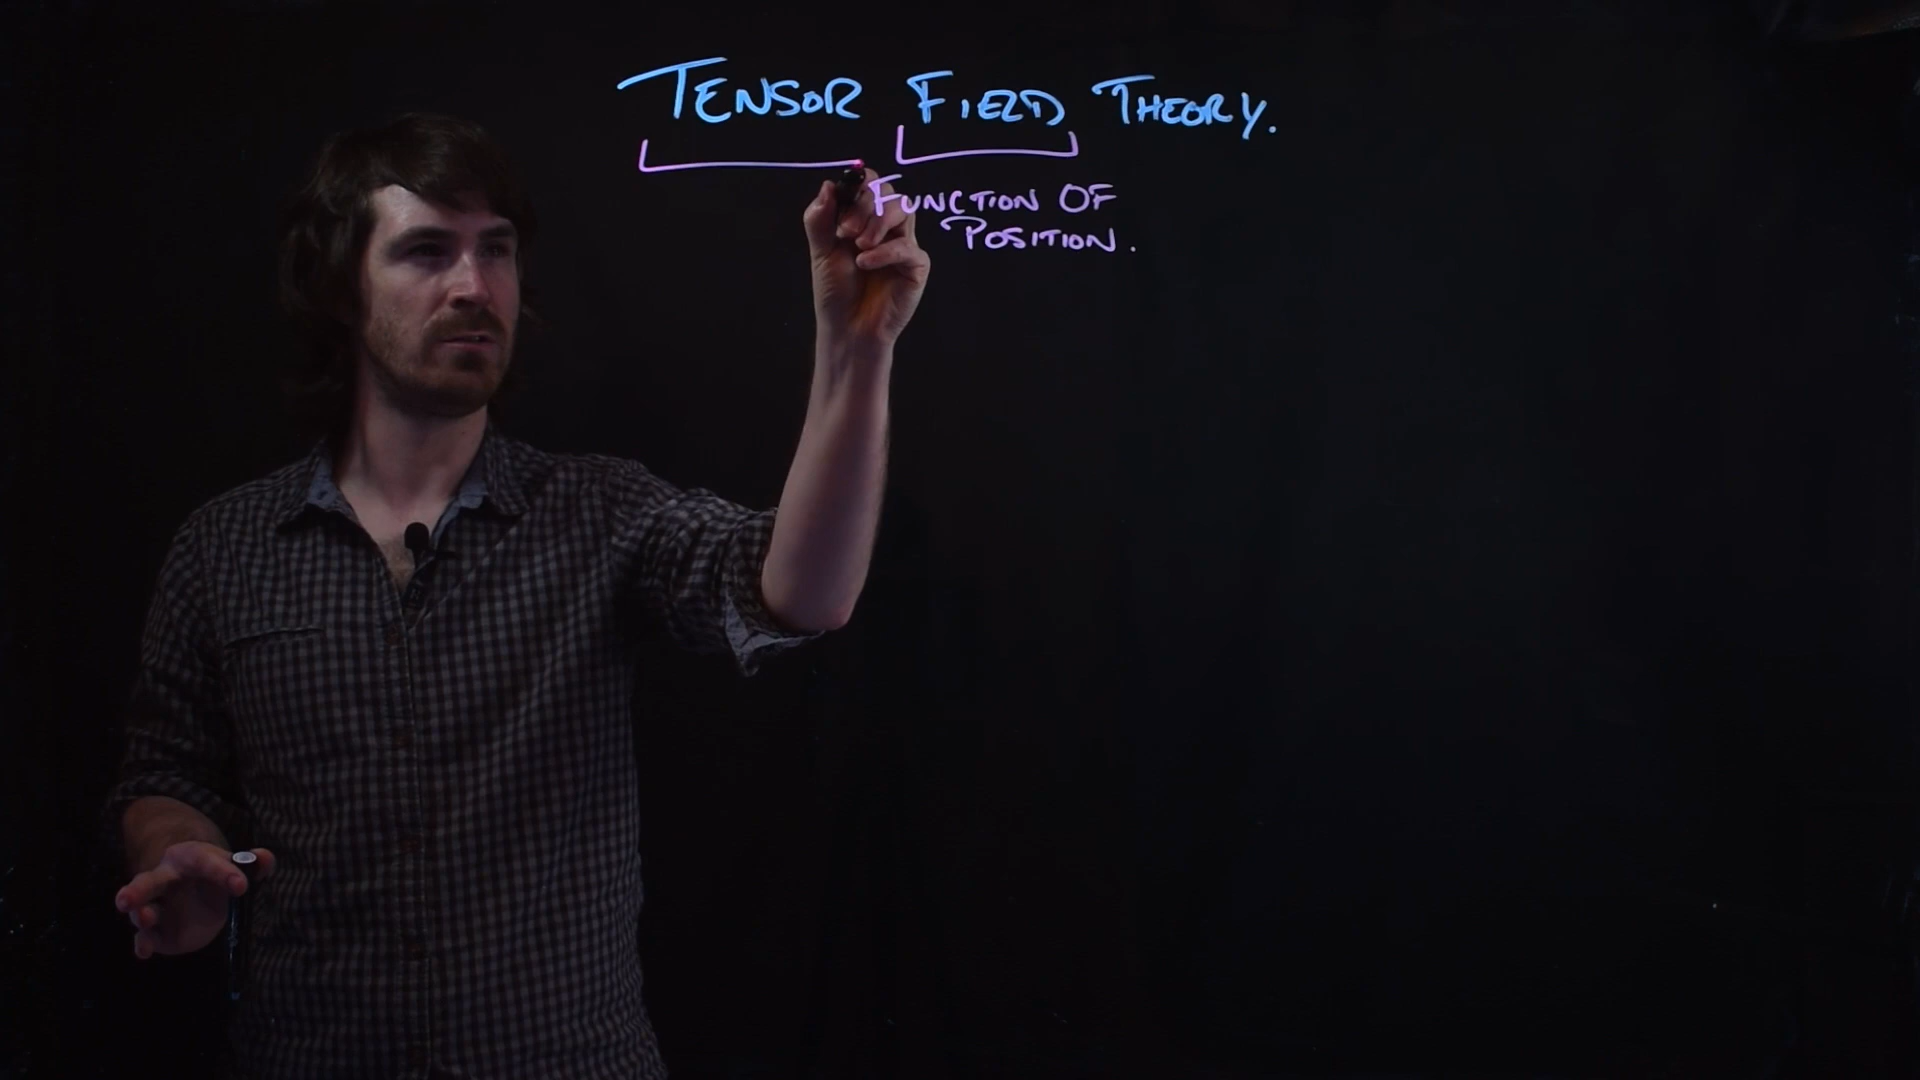 TENSOR FIELD THEORY.
FUNCTION OF
POSITION.